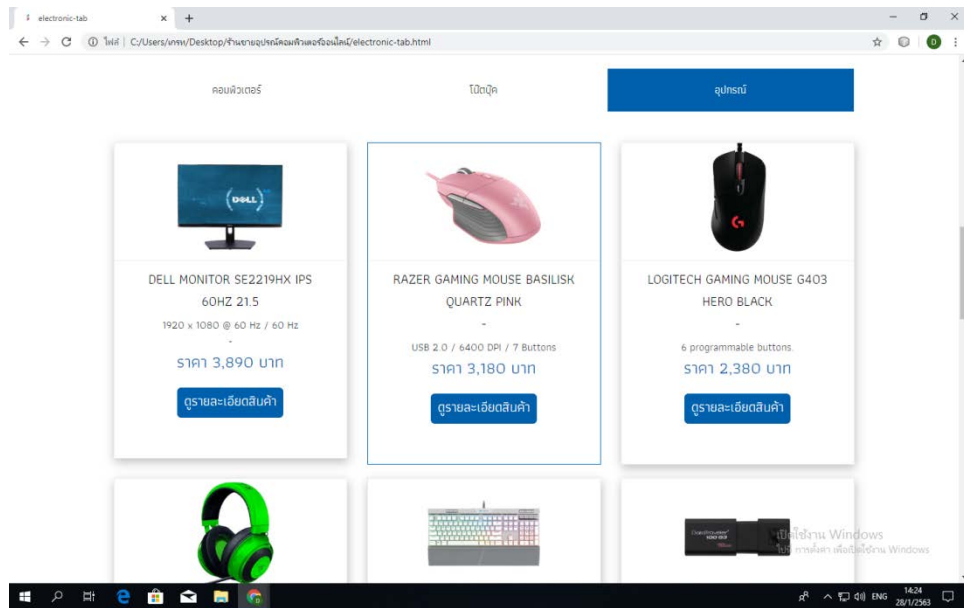 electronic-tab
ไฟล์ | C:/Users/เกรท/Desktop/ร้านขายอุปรณ์คอมพิวเตอร์ออนไลน์/electronic-tab.html
D
คอมพิวเตอร์
โน๊ตบุ๊ค
อุปกรณ์
DELL
G
DELL MONITOR SE2219HX IPS
60HZ 21.5
1920 x 1080 @ 60 Hz / 60 Hz
-
ราคา 3,890 บาท
ดูรายละเอียดสินค้า
RAZER GAMING MOUSE BASILISK
QUARTZ PINK
-
USB 2.0 / 6400 DPI / 7 Buttons
ราคา 3,180 บาท
ดูรายละเอียดสินค้า
LOGITECH GAMING MOUSE G403
HERO BLACK
-
6 programmable buttons.
ราคา 2,380 บาท
ดูรายละเอียดสินค้า
เปิดใช้งาน Windows
ไปที่ การตั้งค่า เพื่อเปิดใช้งาน Windows
ENG
14:24
28/1/2563